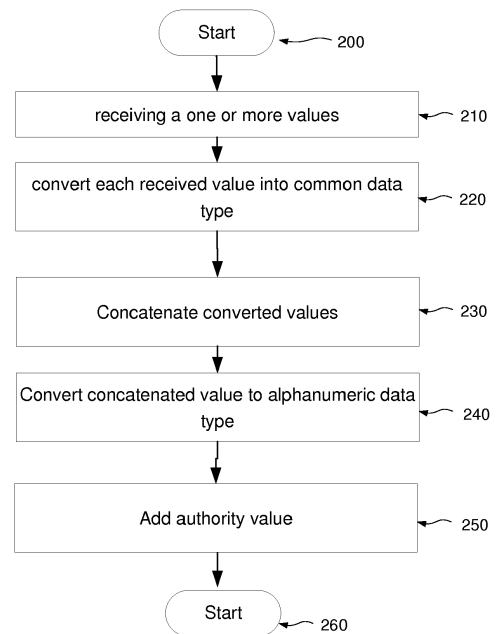 Start
200
receiving a one or more values
210
convert each received value into common data
type
220
Concatenate converted values
230
Convert concatenated value to alphanumeric data
type
240
Add authority value
250
Start
260